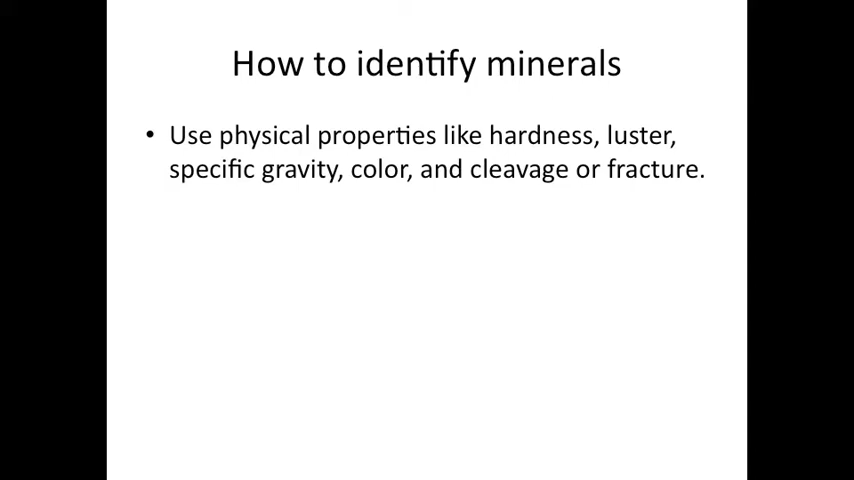 How to identify minerals
• Use physical properties like hardness, luster,
specific gravity, color, and cleavage or fracture.